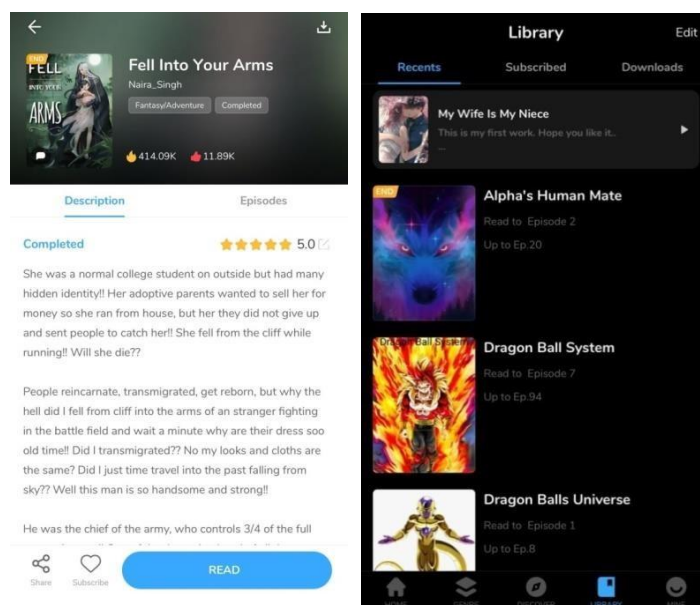 END
FELL
INTO YOUR
ARMS
Fell Into Your Arms
Naira_Singh
Fantasy/Adventure
Completed
414.09K
11.89K
Description
Episodes
Completed
5.0
She was a normal college student on outside but had many
hidden identity!! Her adoptive parents wanted to sell her for
money so she ran from house, but her they did not give up
and sent people to catch her!! She fell from the cliff while
running!! Will she die??
People reincarnate, transmigrated, get reborn, but why the
hell did I fell from cliff into the arms of an stranger fighting
in the battle field and wait a minute why are their dress soo
old time!! Did I transmigrated?? No my looks and cloths are
the same? Did I just time travel into the past falling from
sky?? Well this man is so handsome and strong!!
He was the chief of the army, who controls 3/4 of the full
Share
Subscribe
READ
Library
Edit
Recents
Subscribed
Downloads
My Wife Is My Niece
This is my first work. Hope you like it..
...
END
Alpha's Human Mate
Read to Episode 2
Up to Ep.20
Dragon Ball System
Dragon Ball System
Read to Episode 7
Up to Ep.94
Dragon Balls Universe
Read to Episode 1
Up to Ep.8
HOME
GENRE
DISCOVER
LIBRARY
MINE